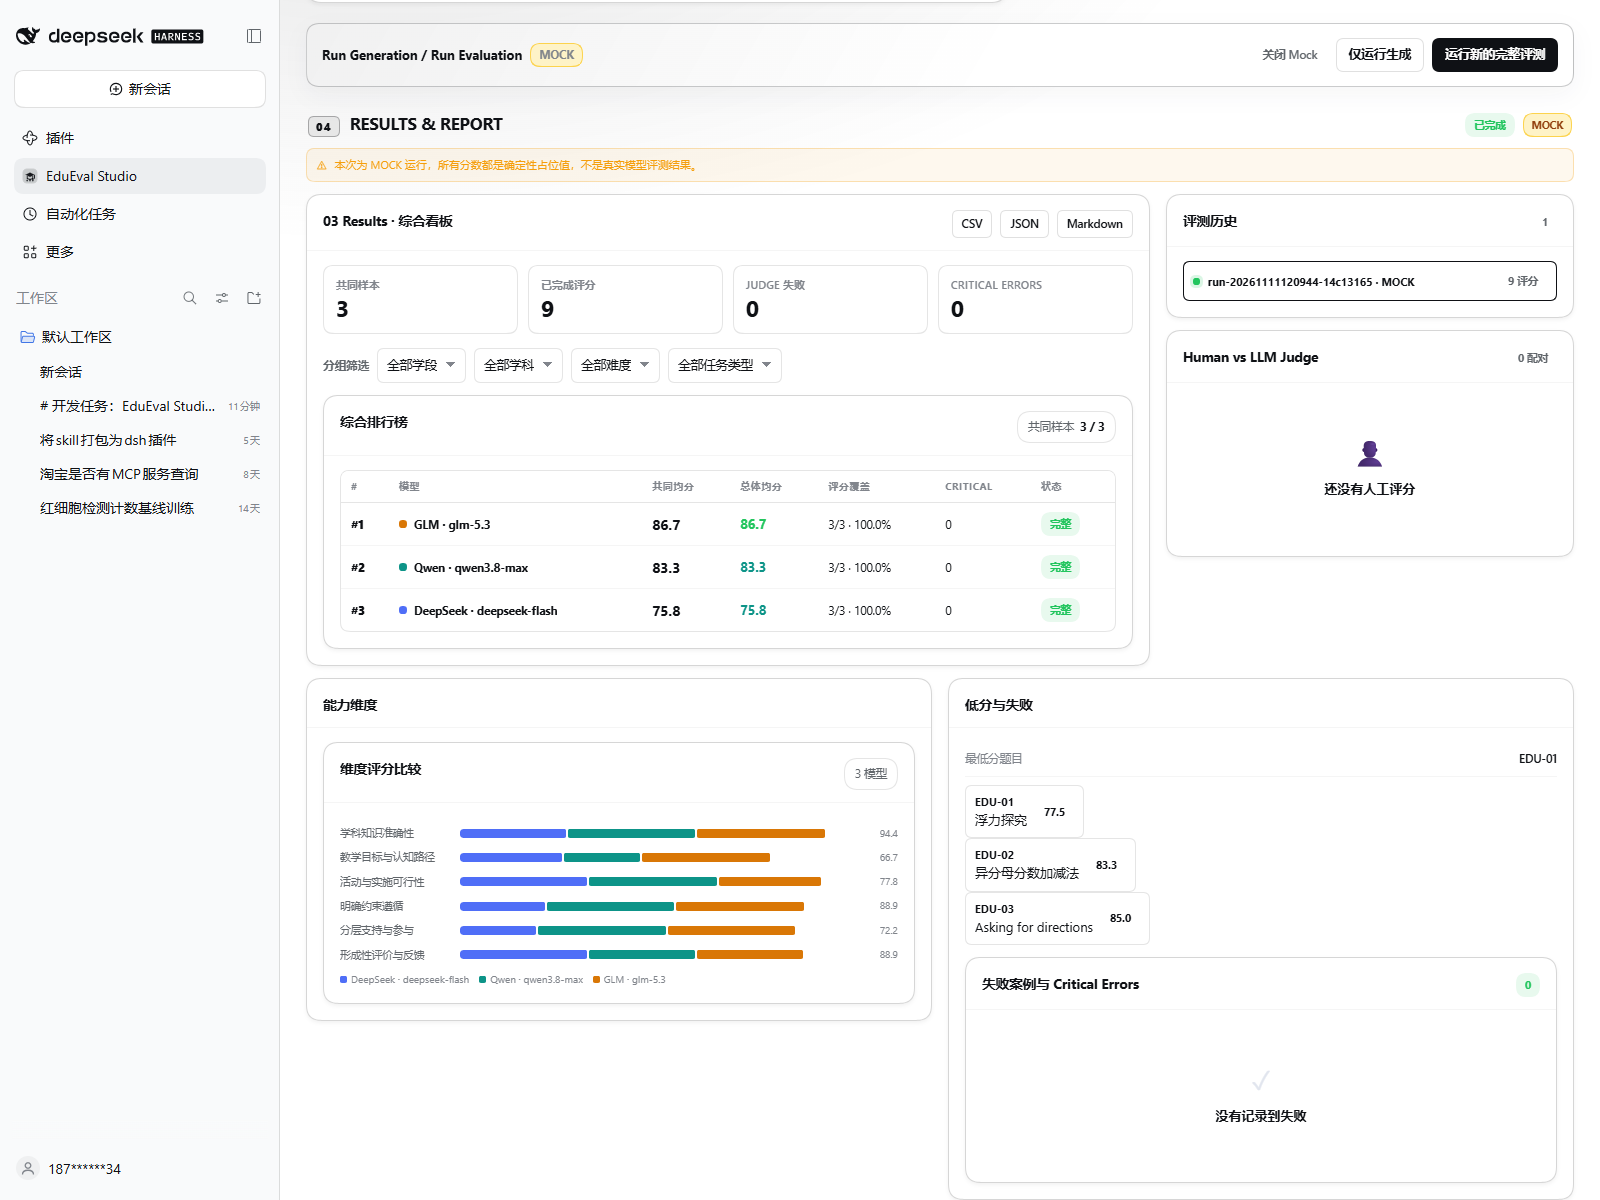 deepseek HARNESS
新会话
插件
EduEval Studio
自动化任务
更多
工作区
默认工作区
新会话
# 开发任务：EduEval Studi... 11分钟
将skill打包为dsh插件 5天
淘宝是否有MCP服务查询 8天
红细胞检测计数基线训练 14天
187******34
Run Generation / Run Evaluation MOCK
关闭 Mock 仅运行生成 运行新的完整评测
04 RESULTS & REPORT
已完成 MOCK
本次为 MOCK 运行，所有分数都是确定性占位值，不是真实模型评测结果。
03 Results · 综合看板
CSV JSON Markdown
共同样本 已完成评分 JUDGE 失败 CRITICAL ERRORS
3 9 0 0
分组筛选 全部学段 全部学科 全部难度 全部任务类型
综合排行榜
共同样本 3 / 3
# 模型 共同均分 总体均分 评分覆盖 CRITICAL 状态
#1 GLM · glm-5.3 86.7 86.7 3/3 · 100.0% 0 完整
#2 Qwen · qwen3.8-max 83.3 83.3 3/3 · 100.0% 0 完整
#3 DeepSeek · deepseek-flash 75.8 75.8 3/3 · 100.0% 0 完整
评测历史 1
run-20261111120944-14c13165 · MOCK 9 评分
Human vs LLM Judge 0 配对
还没有人工评分
能力维度
维度评分比较 3 模型
学科知识准确性 94.4
教学目标与认知路径 66.7
活动与实施可行性 77.8
明确约束遵循 88.9
分层支持与参与 72.2
形成性评价与反馈 88.9
DeepSeek · deepseek-flash Qwen · qwen3.8-max GLM · glm-5.3
低分与失败
最低分题目 EDU-01
EDU-01
浮力探究 77.5
EDU-02
异分母分数加减法 83.3
EDU-03
Asking for directions 85.0
失败案例与 Critical Errors 0
没有记录到失败